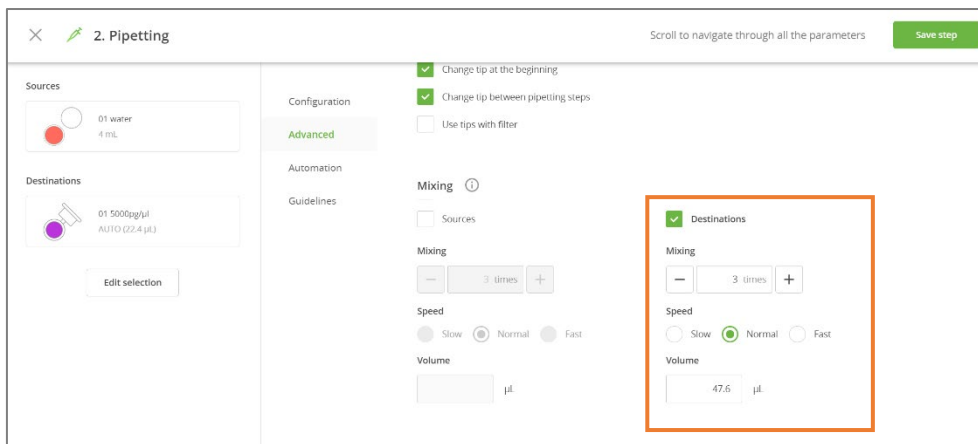 2. Pipetting
Scroll to navigate through all the parameters
Save step
Sources
01 water
4 mL
Destinations
01 5000pg/µl
AUTO (22.4 µL)
Edit selection
Configuration
Advanced
Automation
Guidelines
Change tip at the beginning
Change tip between pipetting steps
Use tips with filter
Mixing
Sources
Mixing
3 times
Speed
Slow Normal Fast
Volume
µL
Destinations
Mixing
3 times
Speed
Slow Normal Fast
Volume
47.6 µL